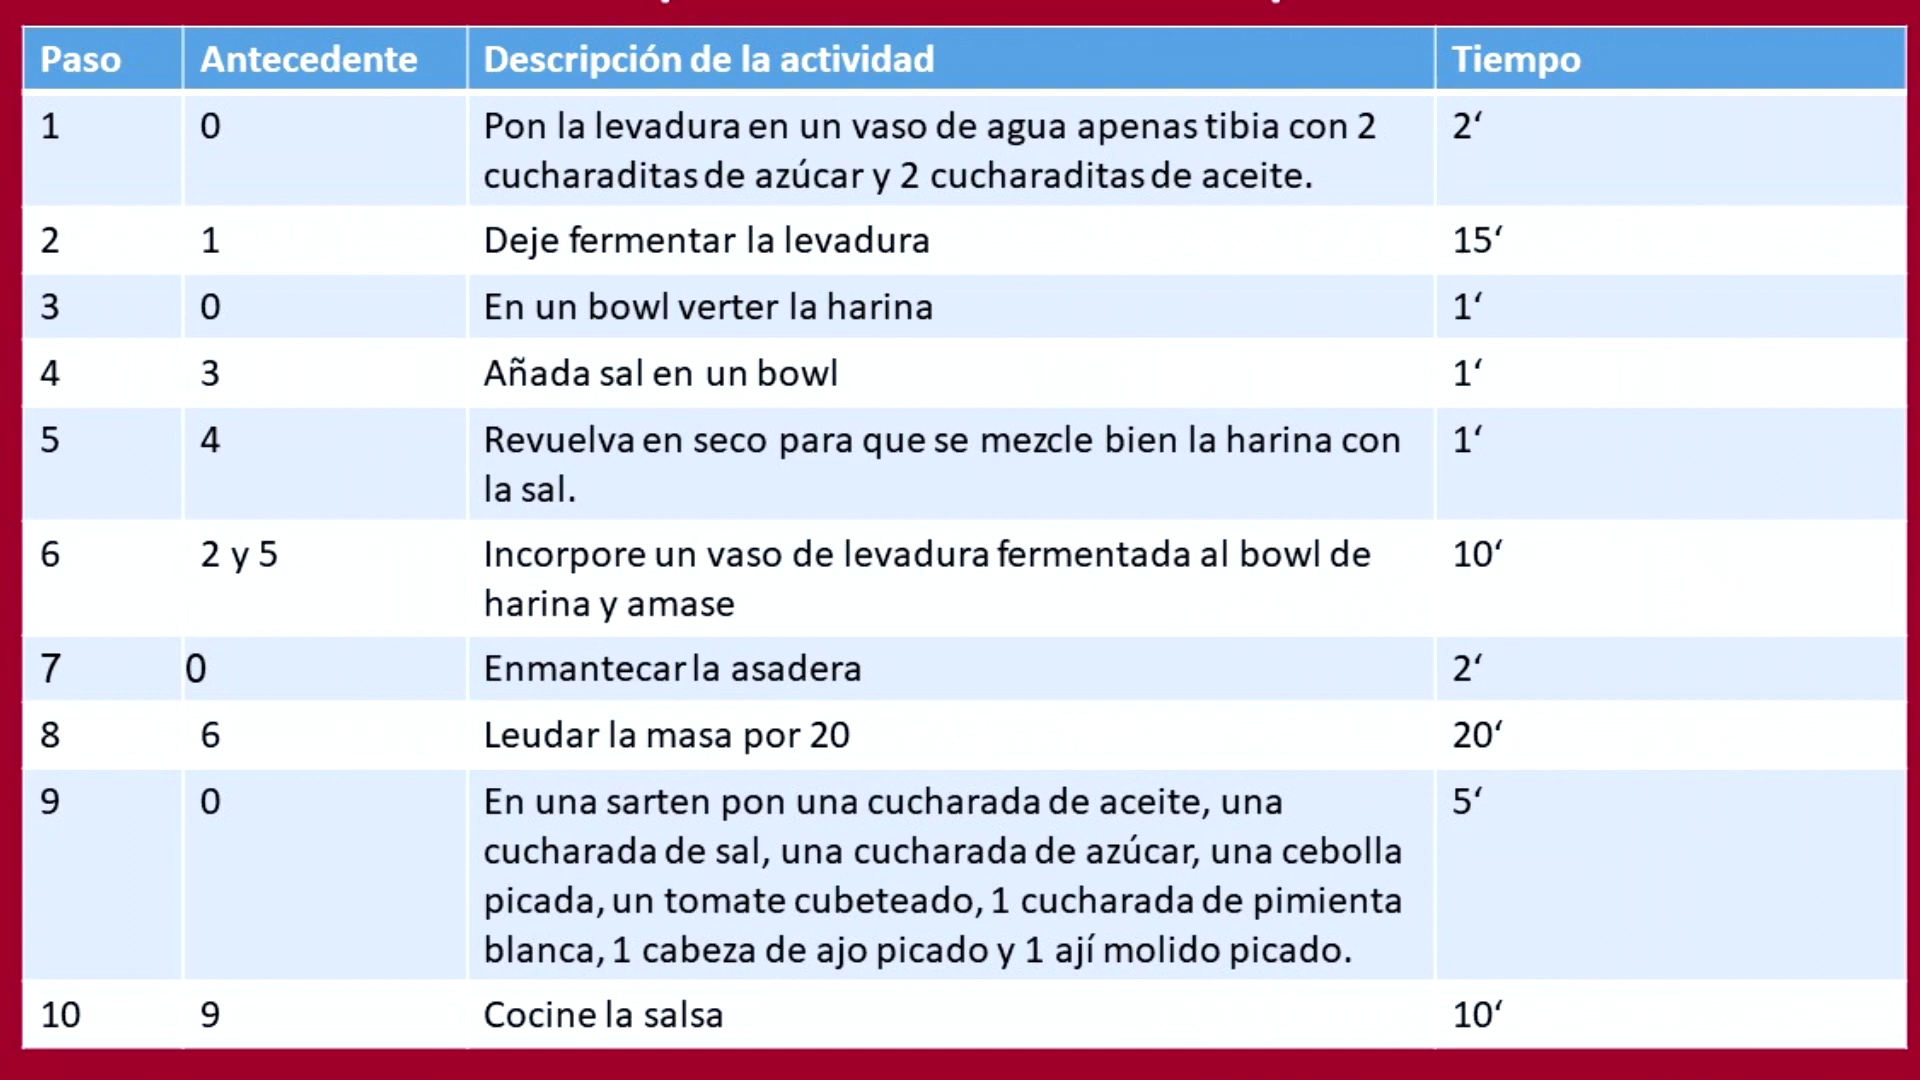 Paso Antecedente Descripción de la actividad Tiempo
1 0 Pon la levadura en un vaso de agua apenas tibia con 2 2‘
cucharaditas de azúcar y 2 cucharaditas de aceite.
2 1 Deje fermentar la levadura 15‘
3 0 En un bowl verter la harina 1‘
4 3 Añada sal en un bowl 1‘
5 4 Revuelva en seco para que se mezcle bien la harina con 1‘
la sal.
6 2 y 5 Incorpore un vaso de levadura fermentada al bowl de 10‘
harina y amase
7 0 Enmantecar la asadera 2‘
8 6 Leudar la masa por 20 20‘
9 0 En una sarten pon una cucharada de aceite, una 5‘
cucharada de sal, una cucharada de azúcar, una cebolla
picada, un tomate cubeteado, 1 cucharada de pimienta
blanca, 1 cabeza de ajo picado y 1 ají molido picado.
10 9 Cocine la salsa 10‘